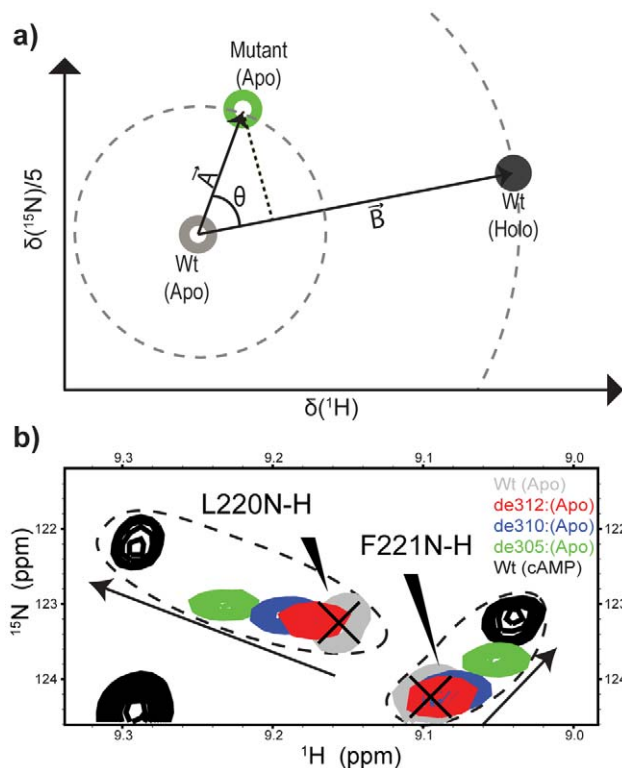 a)
Mutant
(Apo)
δ(¹⁵N)/5
A⃗
θ
B⃗
Wt
(Apo)
Wt
(Holo)
δ(¹H)
b)
9.3 9.2 9.1 9.0
L220N-H
F221N-H
Wt (Apo)
de312:(Apo)
de310:(Apo)
de305:(Apo)
Wt (cAMP)
¹⁵N (ppm)
122
123
124
122
123
124
9.3 9.2 9.1 9.0
¹H (ppm)